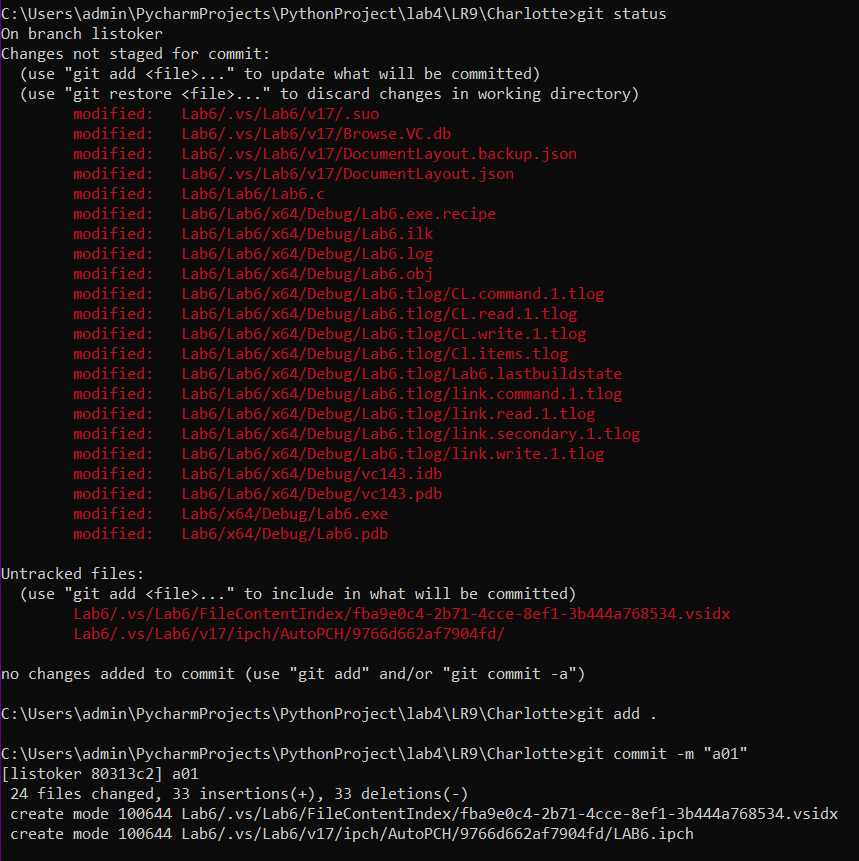 C:\Users\admin\PycharmProjects\PythonProject\lab4\LR9\Charlotte>git status
On branch listoker
Changes not staged for commit:
  (use "git add <file>..." to update what will be committed)
  (use "git restore <file>..." to discard changes in working directory)
        modified:   Lab6/.vs/Lab6/v17/.suo
        modified:   Lab6/.vs/Lab6/v17/Browse.VC.db
        modified:   Lab6/.vs/Lab6/v17/DocumentLayout.backup.json
        modified:   Lab6/.vs/Lab6/v17/DocumentLayout.json
        modified:   Lab6/Lab6/Lab6.c
        modified:   Lab6/Lab6/x64/Debug/Lab6.exe.recipe
        modified:   Lab6/Lab6/x64/Debug/Lab6.ilk
        modified:   Lab6/Lab6/x64/Debug/Lab6.log
        modified:   Lab6/Lab6/x64/Debug/Lab6.obj
        modified:   Lab6/Lab6/x64/Debug/Lab6.tlog/CL.command.1.tlog
        modified:   Lab6/Lab6/x64/Debug/Lab6.tlog/CL.read.1.tlog
        modified:   Lab6/Lab6/x64/Debug/Lab6.tlog/CL.write.1.tlog
        modified:   Lab6/Lab6/x64/Debug/Lab6.tlog/Cl.items.tlog
        modified:   Lab6/Lab6/x64/Debug/Lab6.tlog/Lab6.lastbuildstate
        modified:   Lab6/Lab6/x64/Debug/Lab6.tlog/link.command.1.tlog
        modified:   Lab6/Lab6/x64/Debug/Lab6.tlog/link.read.1.tlog
        modified:   Lab6/Lab6/x64/Debug/Lab6.tlog/link.secondary.1.tlog
        modified:   Lab6/Lab6/x64/Debug/Lab6.tlog/link.write.1.tlog
        modified:   Lab6/Lab6/x64/Debug/vc143.idb
        modified:   Lab6/Lab6/x64/Debug/vc143.pdb
        modified:   Lab6/x64/Debug/Lab6.exe
        modified:   Lab6/x64/Debug/Lab6.pdb

Untracked files:
  (use "git add <file>..." to include in what will be committed)
        Lab6/.vs/Lab6/FileContentIndex/fba9e0c4-2b71-4cce-8ef1-3b444a768534.vsidx
        Lab6/.vs/Lab6/v17/ipch/AutoPCH/9766d662af7904fd/

no changes added to commit (use "git add" and/or "git commit -a")

C:\Users\admin\PycharmProjects\PythonProject\lab4\LR9\Charlotte>git add .

C:\Users\admin\PycharmProjects\PythonProject\lab4\LR9\Charlotte>git commit -m "a01"
[listoker 80313c2] a01
 24 files changed, 33 insertions(+), 33 deletions(-)
 create mode 100644 Lab6/.vs/Lab6/FileContentIndex/fba9e0c4-2b71-4cce-8ef1-3b444a768534.vsidx
 create mode 100644 Lab6/.vs/Lab6/v17/ipch/AutoPCH/9766d662af7904fd/LAB6.ipch